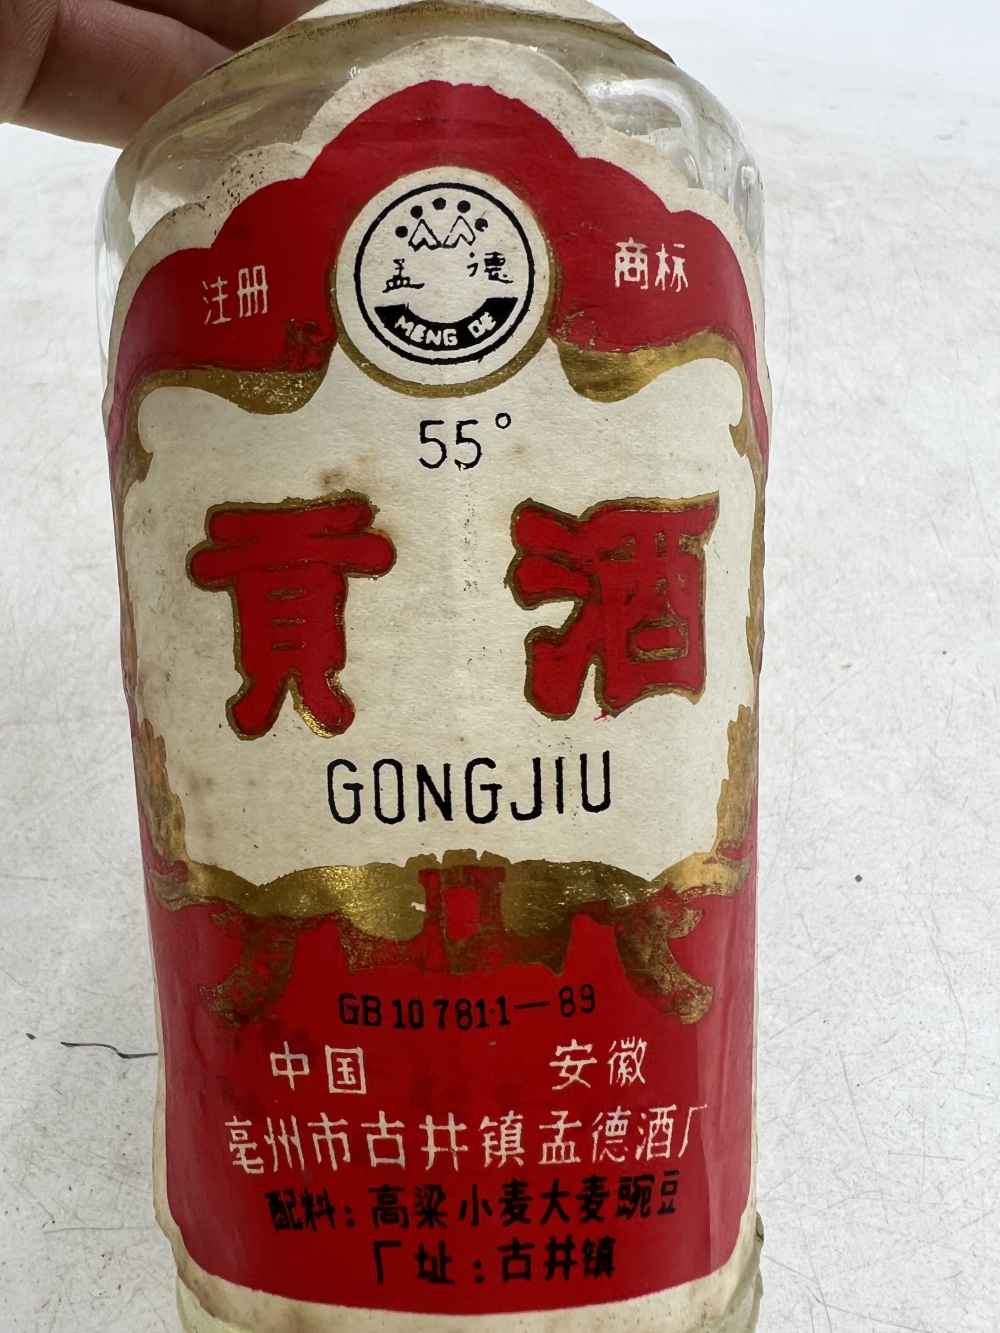 孟 德
MENG DE
注册 商标
55°
贡酒
GONGJIU
GB 10781·1—89
中国 安徽
亳州市古井镇孟德酒厂
配料：高粱小麦大麦豌豆
厂址：古井镇